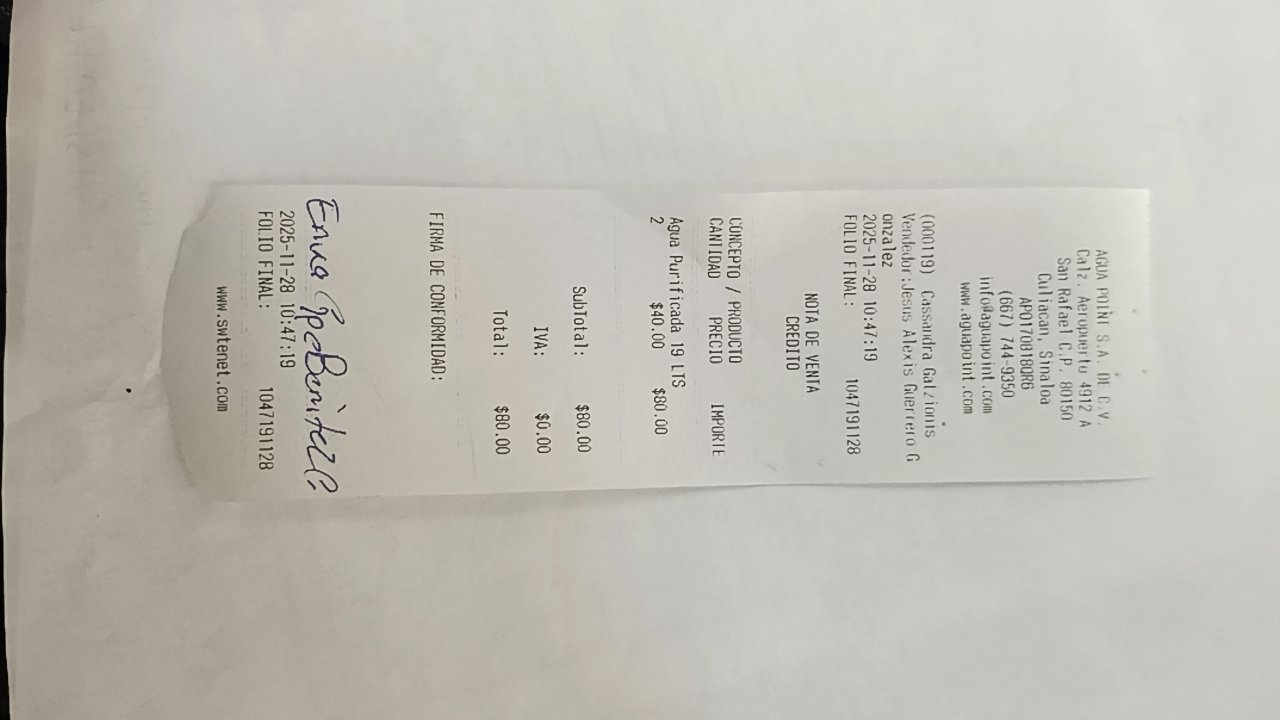 AGUA POINT S.A. DE C.V.
Calz. Aeropuerto 4912 A
San Rafael C.P. 80150
Culiacan, Sinaloa
APO170818QR6
(667) 744-9350
info@aguapoint.com
www.aguapoint.com
(000119) Cassandra Galzionis
Vendedor:Jesus Alexis Guerrero G
onzalez
2025-11-28 10:47:19
FOLIO FINAL: 1047191128
NOTA DE VENTA
CREDITO
CONCEPTO / PRODUCTO
CANIDAD PRECIO IMPORTE
Agua Purificada 19 LTS
2 $40.00 $80.00
SubTotal: $80.00
IVA: $0.00
Total: $80.00
FIRMA DE CONFORMIDAD:
2025-11-28 10:47:19
FOLIO FINAL: 1047191128
www.swtenet.com